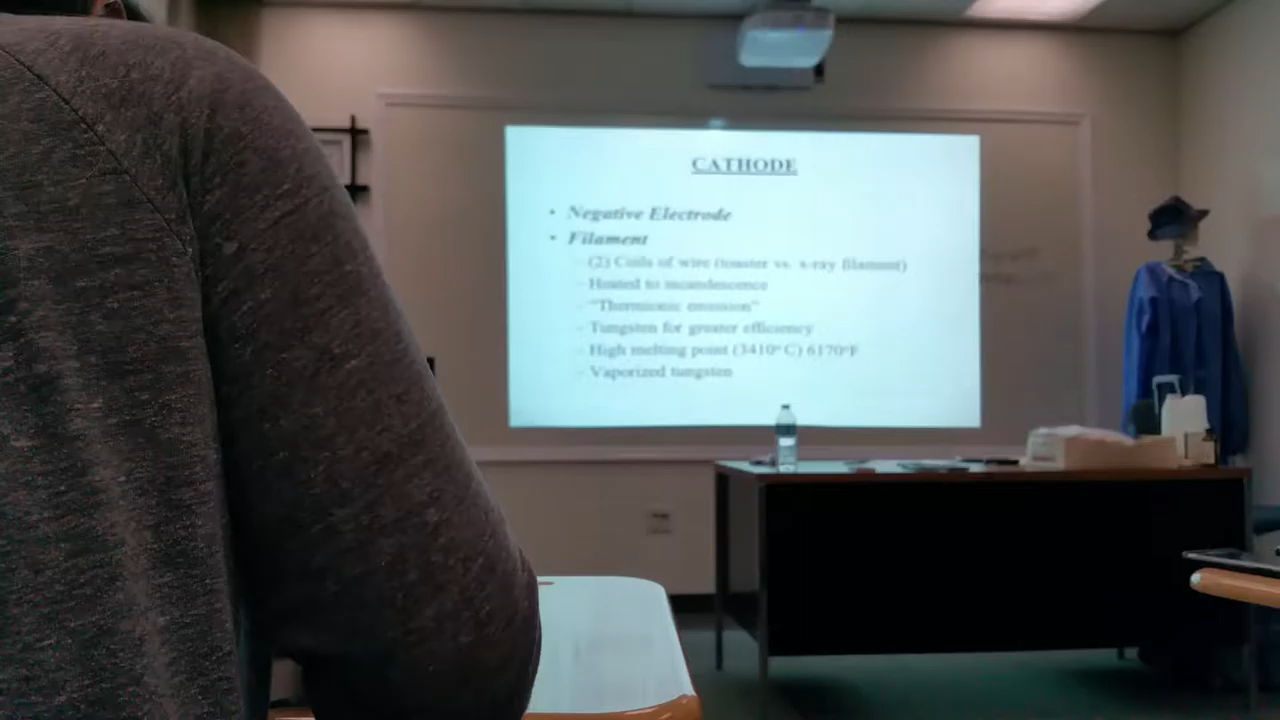 CATHODE
• Negative Electrode
• Filament
- (2) Coils of wire (toaster vs. x-ray filament)
- Heated to incandescence
- "Thermionic emission"
- Tungsten for greater efficiency
- High melting point (3410° C) 6170°F
- Vaporized tungsten